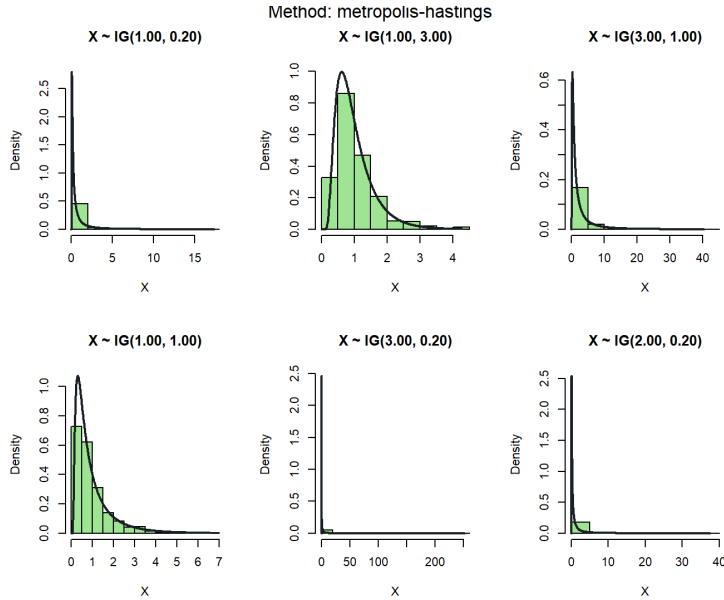 Method: metropolis-hastings
X ~ IG(1.00, 0.20)
Density
0.0 0.5 1.0 1.5 2.0 2.5
0 5 10 15
X
X ~ IG(1.00, 3.00)
Density
0.0 0.2 0.4 0.6 0.8 1.0
0 1 2 3 4
X
X ~ IG(3.00, 1.00)
Density
0.0 0.2 0.4 0.6
0 10 20 30 40
X
X ~ IG(1.00, 1.00)
Density
0.0 0.2 0.4 0.6 0.8 1.0
0 1 2 3 4 5 6 7
X
X ~ IG(3.00, 0.20)
Density
0.0 0.5 1.0 1.5 2.0 2.5
0 50 100 200
X
X ~ IG(2.00, 0.20)
Density
0.0 0.5 1.0 1.5 2.0 2.5
0 10 20 30 40
X